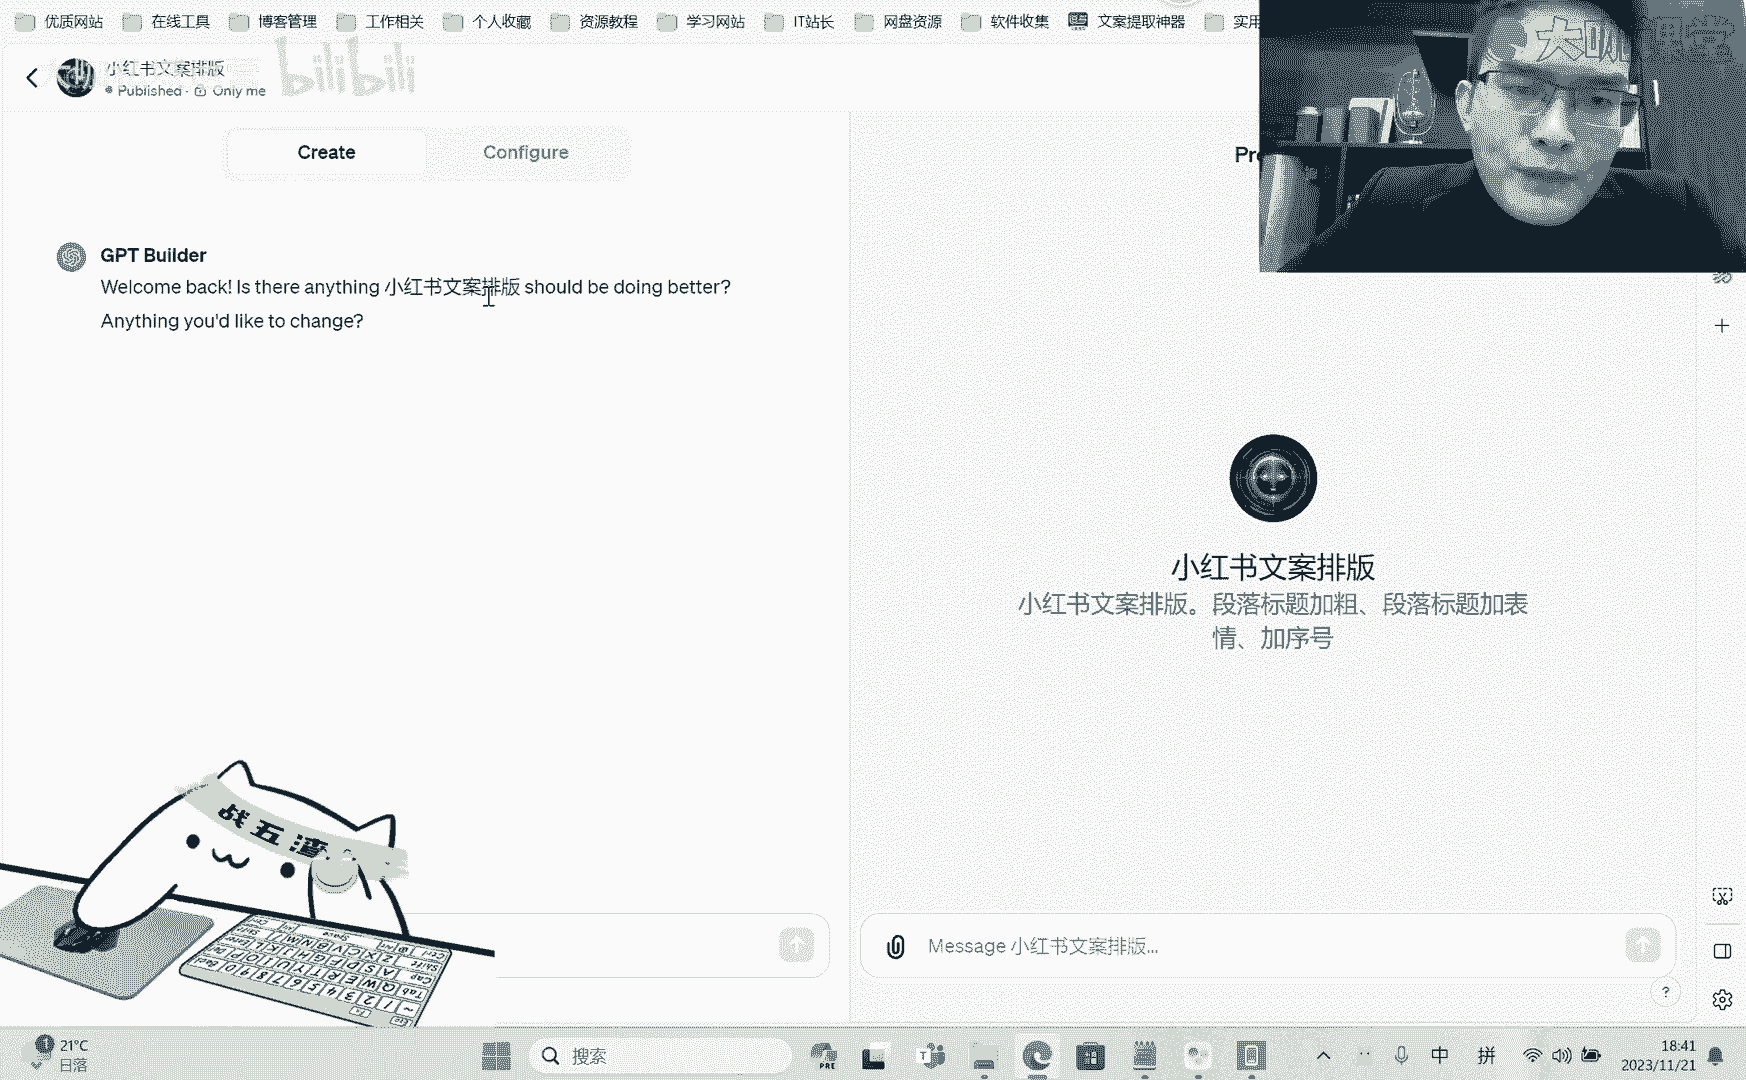 优质网站 在线工具 博客管理 工作相关 个人收藏 资源教程 学习网站 IT站长 网盘资源 软件收集 文案提取神器 实用
大咖课堂
小红书文案排版
bilibili
Published · Only me
Create Configure
Pre
GPT Builder
Welcome back! Is there anything 小红书文案排版 should be doing better?
Anything you'd like to change?
小红书文案排版
小红书文案排版。段落标题加粗、段落标题加表
情、加序号
战五渣
Message 小红书文案排版...
?
1 21°C
日落
搜索
PRE
中 拼
18:41
2023/11/21